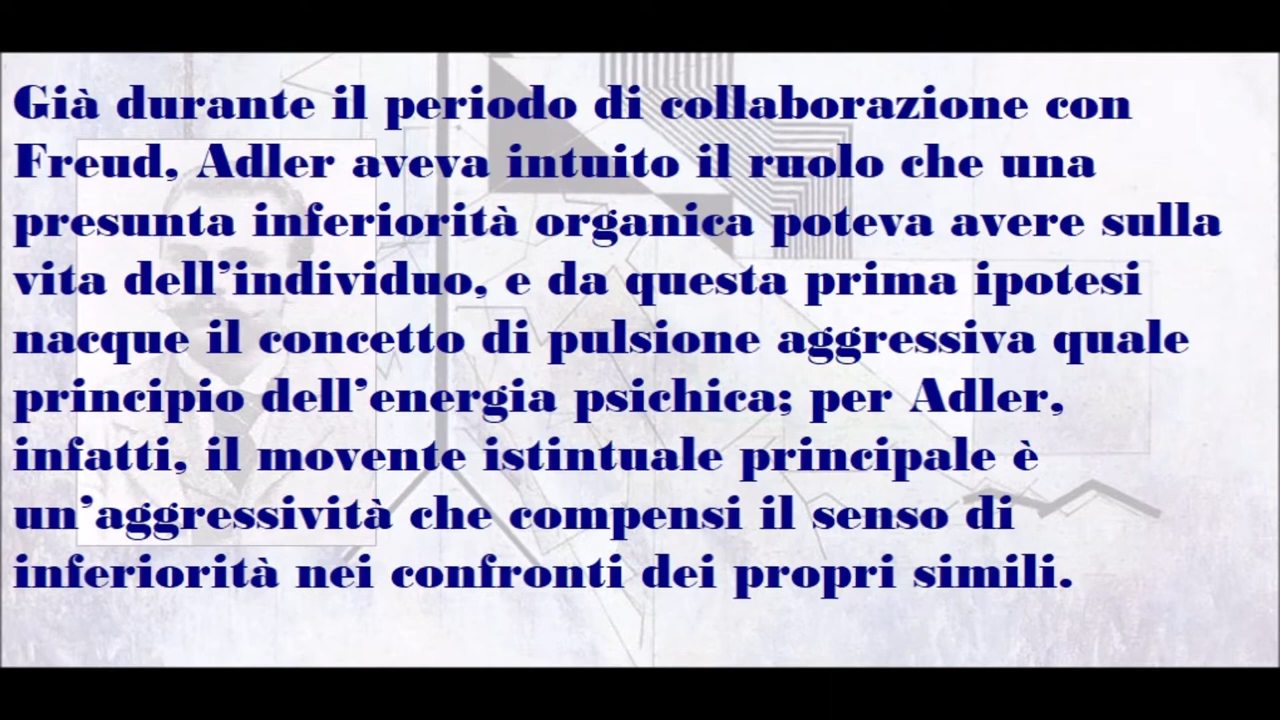 Già durante il periodo di collaborazione con
Freud, Adler aveva intuito il ruolo che una
presunta inferiorità organica poteva avere sulla
vita dell’individuo, e da questa prima ipotesi
nacque il concetto di pulsione aggressiva quale
principio dell’energia psichica; per Adler,
infatti, il movente istintuale principale è
un’aggressività che compensi il senso di
inferiorità nei confronti dei propri simili.